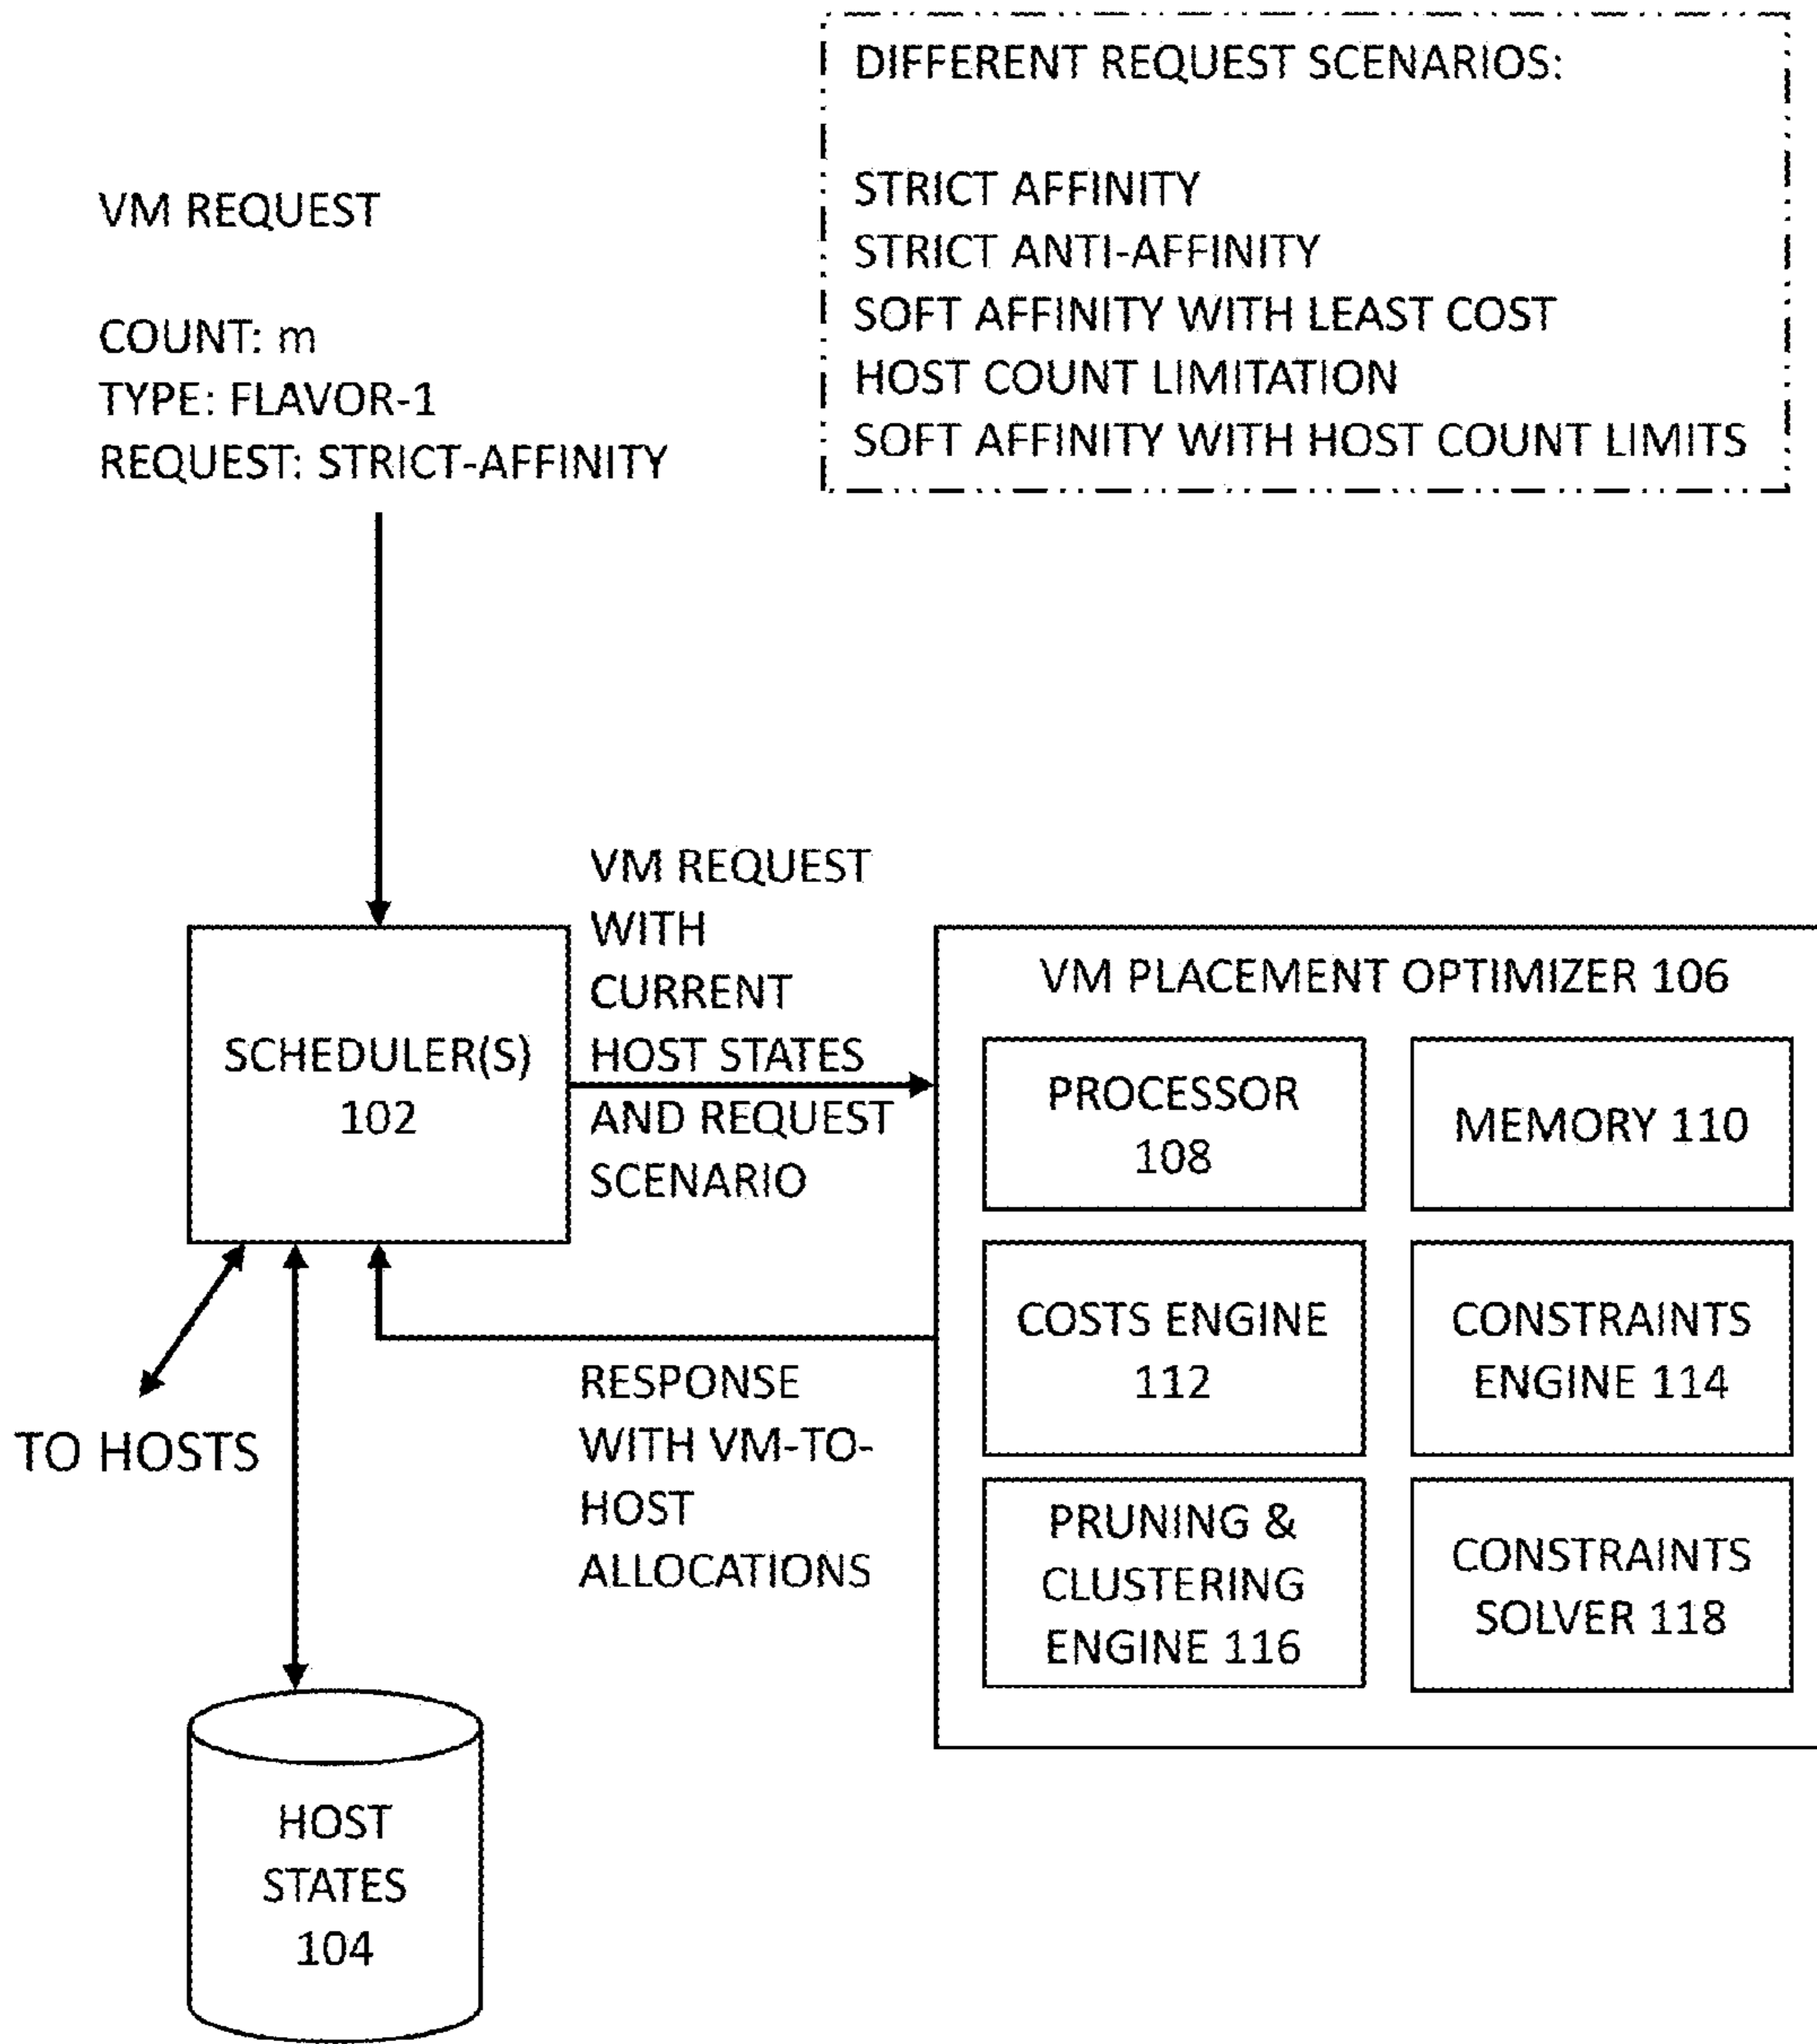 DIFFERENT REQUEST SCENARIOS:
STRICT AFFINITY
STRICT ANTI-AFFINITY
SOFT AFFINITY WITH LEAST COST
HOST COUNT LIMITATION
SOFT AFFINITY WITH HOST COUNT LIMITS
VM REQUEST
COUNT: m
TYPE: FLAVOR-1
REQUEST: STRICT-AFFINITY
VM REQUEST
WITH
CURRENT
HOST STATES
AND REQUEST
SCENARIO
SCHEDULER(S)
102
VM PLACEMENT OPTIMIZER 106
PROCESSOR
108
MEMORY 110
COSTS ENGINE
112
CONSTRAINTS
ENGINE 114
PRUNING &
CLUSTERING
ENGINE 116
CONSTRAINTS
SOLVER 118
RESPONSE
WITH VM-TO-
HOST
ALLOCATIONS
TO HOSTS
HOST
STATES
104